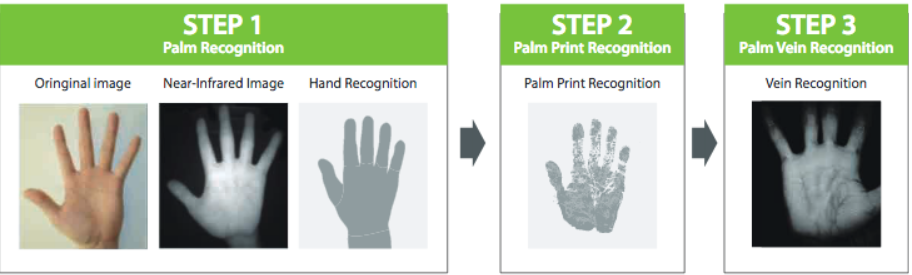 STEP 1
Palm Recognition
Oringinal image
Near-Infrared Image
Hand Recognition
STEP 2
Palm Print Recognition
Palm Print Recognition
STEP 3
Palm Vein Recognition
Vein Recognition